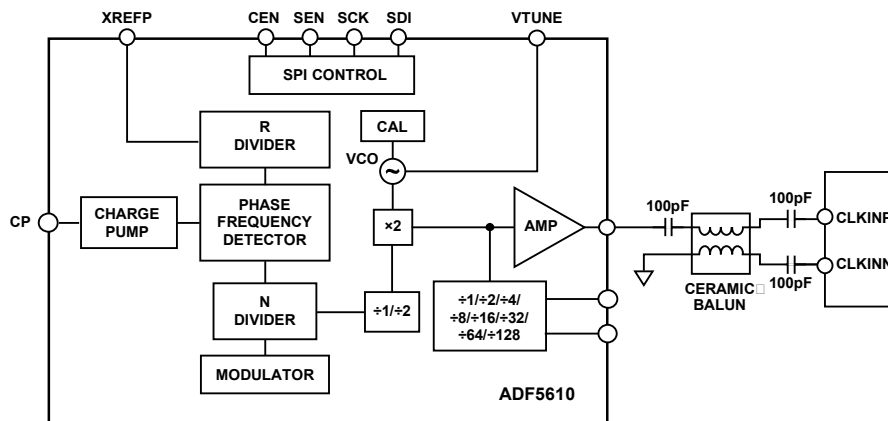 XREFP
CEN
SEN
SCK
SDI
VTUNE
SPI CONTROL
R
DIVIDER
CAL
VCO
CP
CHARGE
PUMP
PHASE
FREQUENCY
DETECTOR
×2
AMP
100pF
100pF
CLKINP
CLKINN
100pF
CERAMIC
BALUN
N
DIVIDER
÷1/÷2
÷1/÷2/÷4/
÷8/÷16/÷32/
÷64/÷128
MODULATOR
ADF5610